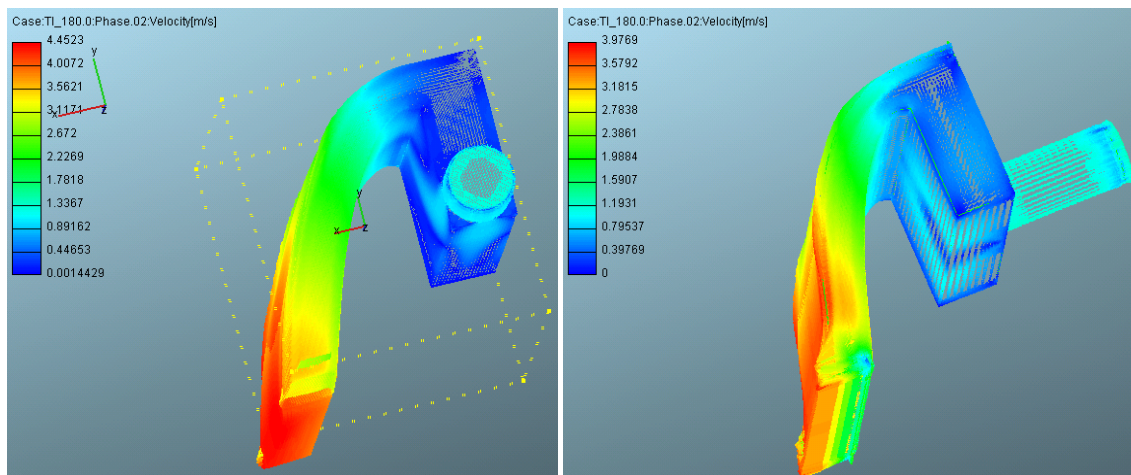 Case:TI_180.0:Phase.02:Velocity[m/s]
4.4523
4.0072
3.5621
3.1171
2.672
2.2269
1.7818
1.3367
0.89162
0.44653
0.0014429
y
x
z
y
x
z
Case:TI_180.0:Phase.02:Velocity[m/s]
3.9769
3.5792
3.1815
2.7838
2.3861
1.9884
1.5907
1.1931
0.79537
0.39769
0